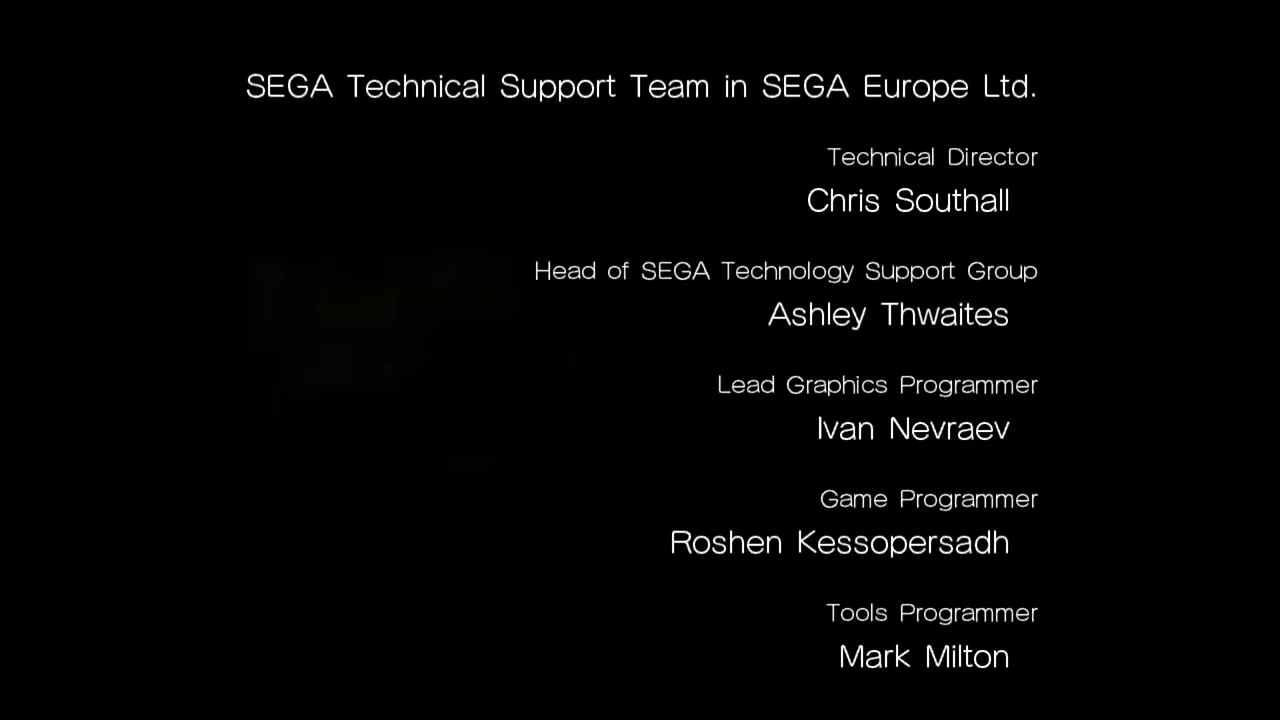 SEGA Technical Support Team in SEGA Europe Ltd.
Technical Director
Chris Southall
Head of SEGA Technology Support Group
Ashley Thwaites
Lead Graphics Programmer
Ivan Nevraev
Game Programmer
Roshen Kessopersadh
Tools Programmer
Mark Milton